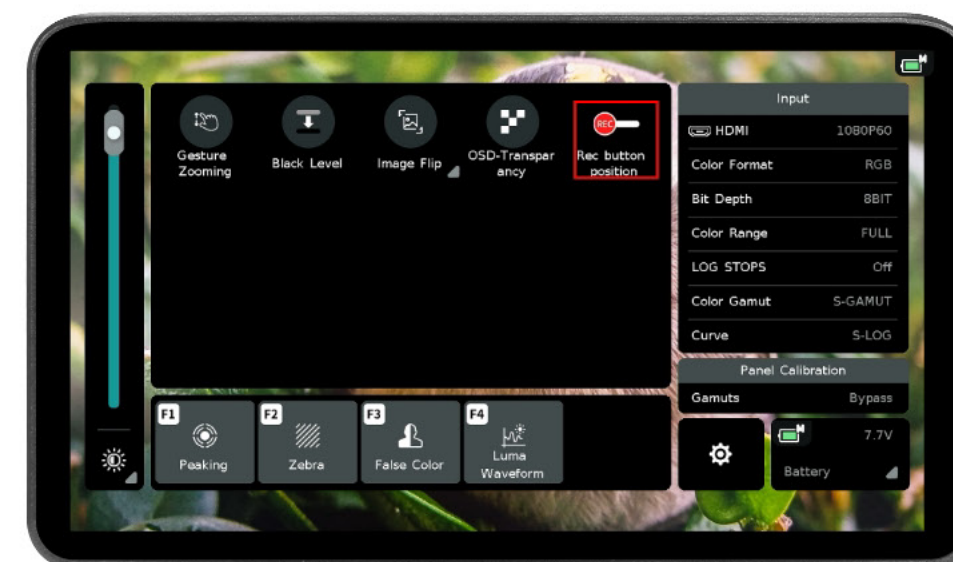 M
Gesture
Zooming
Black Level
Image Flip
OSD-Transpar
ancy
REC
Rec button
position
Input
HDMI
1080P60
Color Format
RGB
Bit Depth
8BIT
Color Range
FULL
LOG STOPS
Off
Color Gamut
S-GAMUT
Curve
S-LOG
Panel Calibration
Gamuts
Bypass
F1
Peaking
F2
Zebra
F3
False Color
F4
Luma
Waveform
M
7.7V
Battery